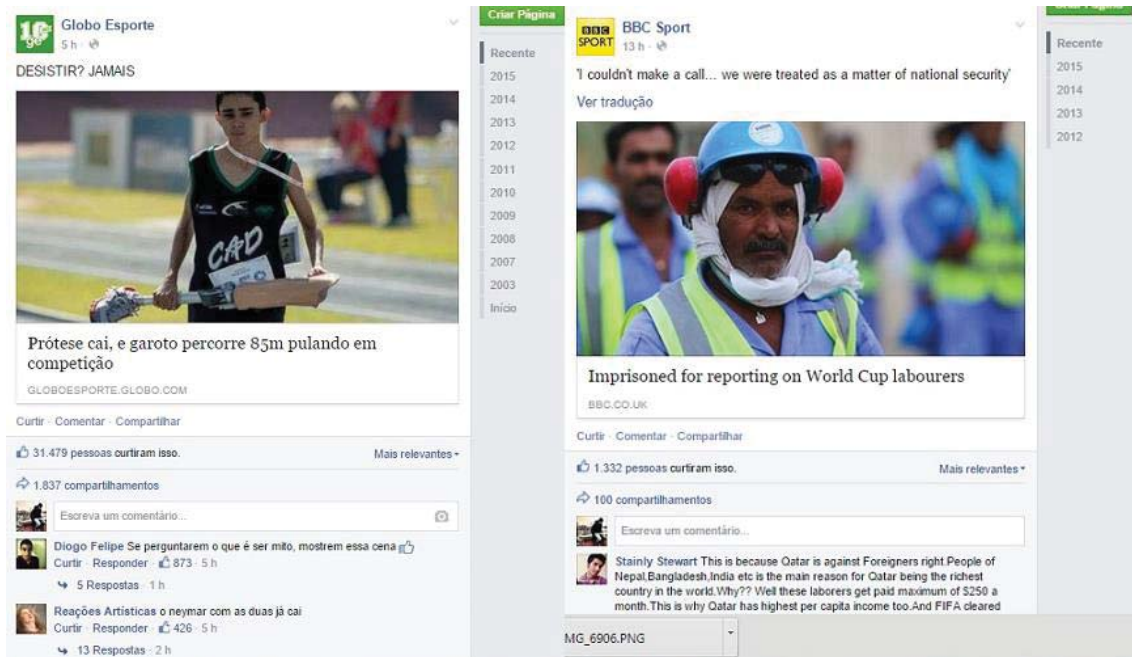 Globo Esporte
5 h
DESISTIR? JAMAIS
CAD
Prótese cai, e garoto percorre 85m pulando em
competição
GLOBOESPORTE.GLOBO.COM
Curtir · Comentar · Compartilhar
31.479 pessoas curtiram isso.
Mais relevantes
1.837 compartilhamentos
Escreva um comentário...
Diogo Felipe Se perguntarem o que é ser mito, mostrem essa cena
Curtir · Responder · 873 · 5 h
5 Respostas · 1 h
Reações Artísticas o neymar com as duas já cai
Curtir · Responder · 426 · 5 h
13 Respostas · 2 h
Criar Página
Recente
2015
2014
2013
2012
2011
2010
2009
2008
2007
2003
Início
BBC
SPORT
BBC Sport
13 h
'I couldn't make a call... we were treated as a matter of national security'
Ver tradução
Imprisoned for reporting on World Cup labourers
BBC.CO.UK
Curtir · Comentar · Compartilhar
1.332 pessoas curtiram isso.
Mais relevantes
100 compartilhamentos
Escreva um comentário...
Stainly Stewart This is because Qatar is against Foreigners right.People of
Nepal,Bangladesh,India etc is the main reason for Qatar being the richest
country in the world.Why?? Well these laborers get paid maximum of $250 a
month.This is why Qatar has highest per capita income too.And FIFA cleared
MG_6906.PNG
Recente
2015
2014
2013
2012